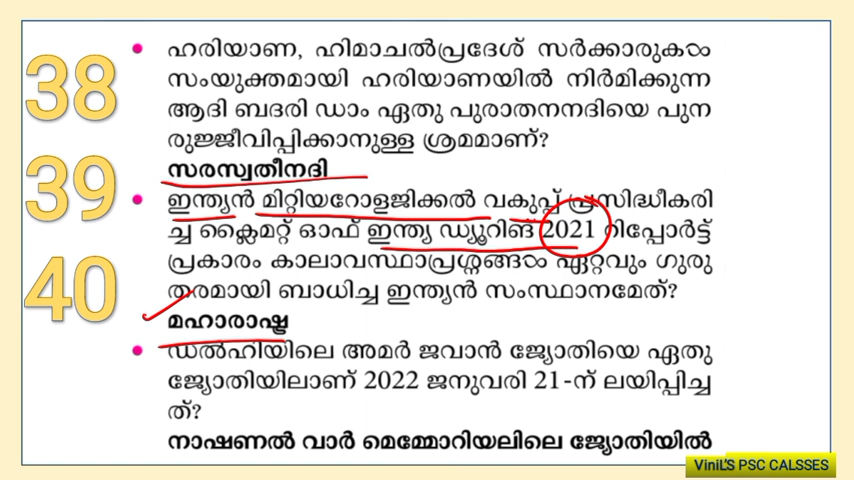 38
ഹരിയാണ, ഹിമാചൽപ്രദേശ് സർക്കാരുകൾ
സംയുക്തമായി ഹരിയാണയിൽ നിർമിക്കുന്ന
ആദി ബദരി ഡാം ഏതു പുരാതനനദിയെ പുന
രുജ്ജീവിപ്പിക്കാനുള്ള ശ്രമമാണ്?
സരസ്വതീനദി
39
ഇന്ത്യൻ മിറ്റിയറോളജിക്കൽ വകുപ്പ് പ്രസിദ്ധീകരി
ച്ച ക്ലൈമറ്റ് ഓഫ് ഇന്ത്യ ഡ്യൂറിങ് 2021 റിപ്പോർട്ട്
പ്രകാരം കാലാവസ്ഥാപ്രശ്നങ്ങൾ ഏറ്റവും ഗുരു
തരമായി ബാധിച്ച ഇന്ത്യൻ സംസ്ഥാനമേത്?
മഹാരാഷ്ട്ര
40
ഡൽഹിയിലെ അമർ ജവാൻ ജ്യോതിയെ ഏതു
ജ്യോതിയിലാണ് 2022 ജനുവരി 21-ന് ലയിപ്പിച്ച
ത്?
നാഷണൽ വാർ മെമ്മോറിയലിലെ ജ്യോതിയിൽ
ViniL'S PSC CALSSES